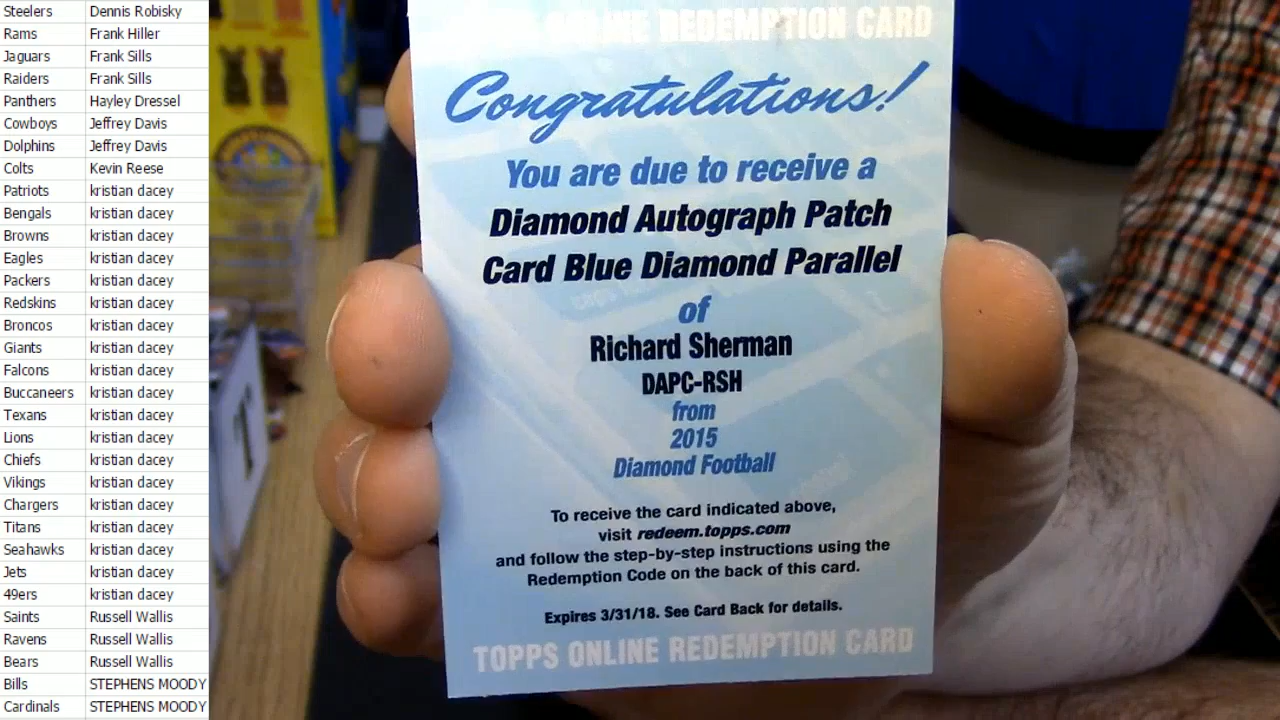 Steelers Dennis Robisky
Rams Frank Hiller
Jaguars Frank Sills
Raiders Frank Sills
Panthers Hayley Dressel
Cowboys Jeffrey Davis
Dolphins Jeffrey Davis
Colts Kevin Reese
Patriots kristian dacey
Bengals kristian dacey
Browns kristian dacey
Eagles kristian dacey
Packers kristian dacey
Redskins kristian dacey
Broncos kristian dacey
Giants kristian dacey
Falcons kristian dacey
Buccaneers kristian dacey
Texans kristian dacey
Lions kristian dacey
Chiefs kristian dacey
Vikings kristian dacey
Chargers kristian dacey
Titans kristian dacey
Seahawks kristian dacey
Jets kristian dacey
49ers kristian dacey
Saints Russell Wallis
Ravens Russell Wallis
Bears Russell Wallis
Bills STEPHENS MOODY
Cardinals STEPHENS MOODY
ONLINE REDEMPTION CARD
Congratulations!
You are due to receive a
Diamond Autograph Patch
Card Blue Diamond Parallel
of
Richard Sherman
DAPC-RSH
from
2015
Diamond Football
To receive the card indicated above,
visit redeem.topps.com
and follow the step-by-step instructions using the
Redemption Code on the back of this card.
Expires 3/31/18. See Card Back for details.
TOPPS ONLINE REDEMPTION CARD
T